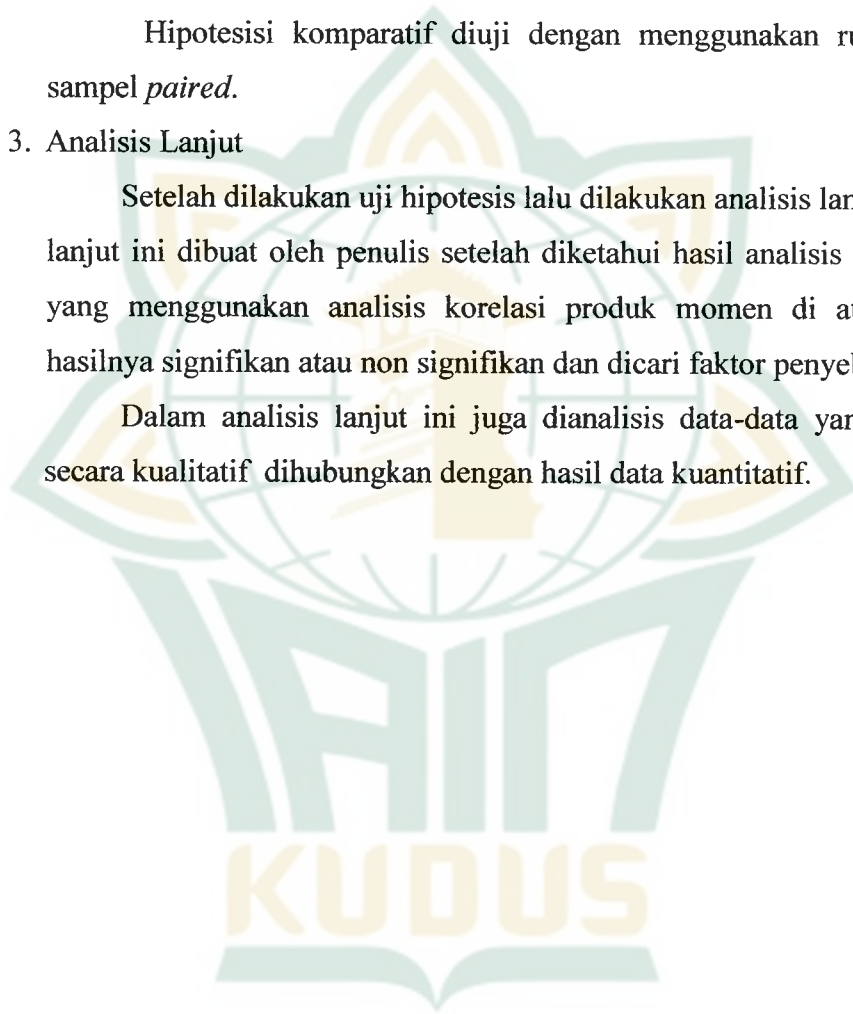 Hipotesisi komparatif diuji dengan menggunakan
sampel paired.
3. Analisis Lanjut
Setelah dilakukan uji hipotesis lalu dilakukan analisis
lanjut ini dibuat oleh penulis setelah diketahui hasil analisis
yang menggunakan analisis korelasi produk momen di
hasilnya signifikan atau non signifikan dan dicari faktor
Dalam analisis lanjut ini juga dianalisis data-data
secara kualitatif dihubungkan dengan hasil data kuantitatif.
IAIN
KUDUS